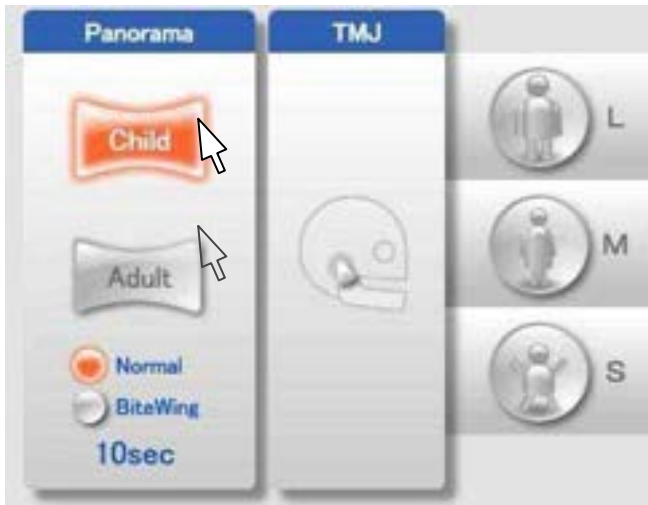 Panorama
TMJ
Child
Adult
Normal
BiteWing
10sec
L
M
S